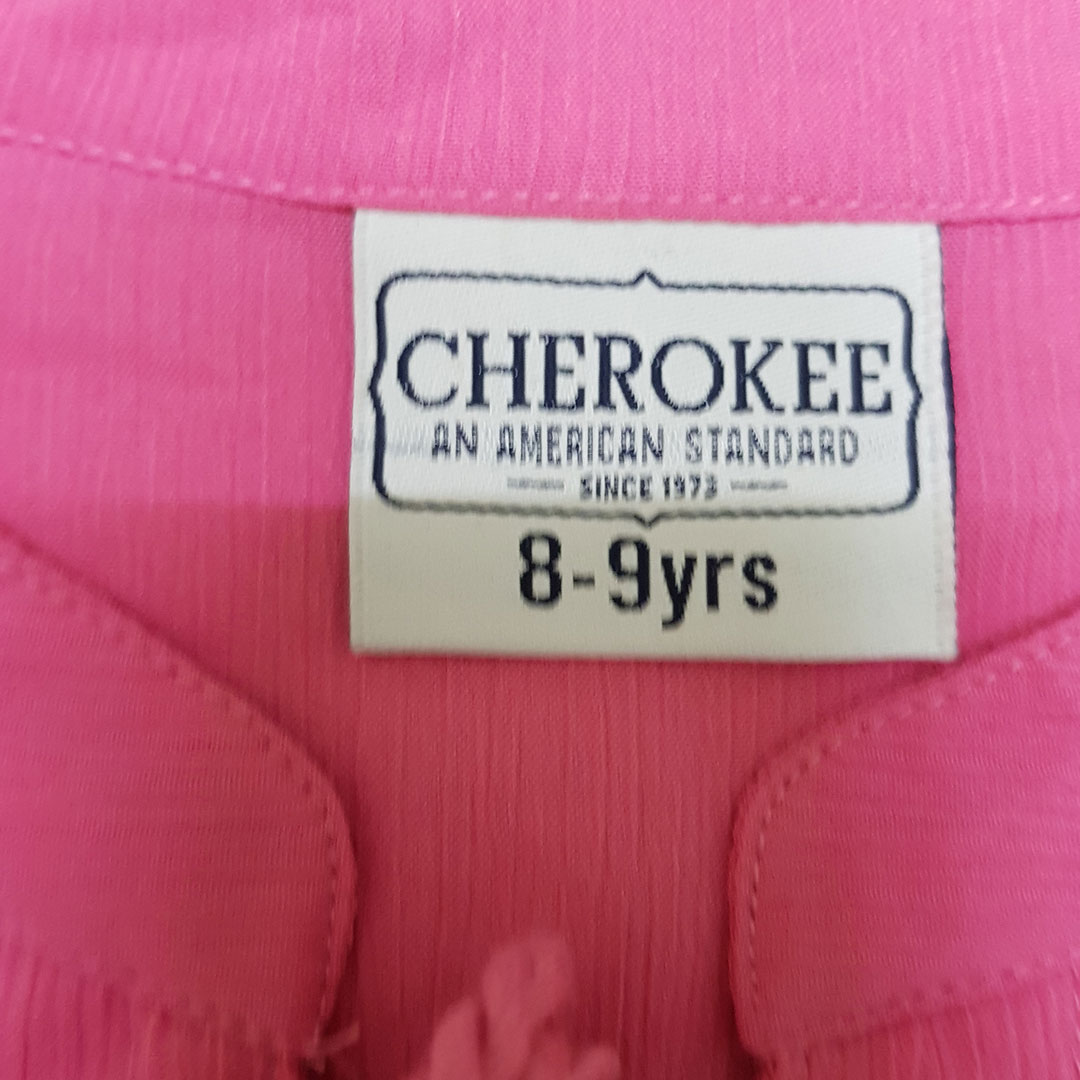 CHEROKEE
AN AMERICAN STANDARD
SINCE 1973
8-9yrs